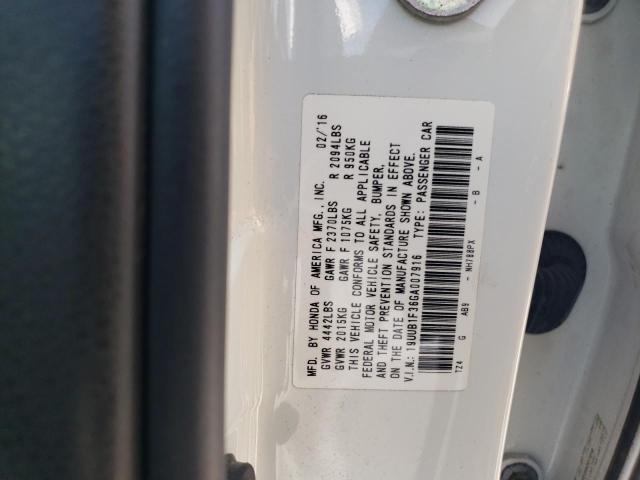 MFD. BY HONDA OF AMERICA MFG., INC. 02/'16
GVWR 4442LBS GAWR F 2370LBS R 2094LBS
GVWR 2015KG GAWR F 1075KG R 950KG
THIS VEHICLE CONFORMS TO ALL APPLICABLE
FEDERAL MOTOR VEHICLE SAFETY, BUMPER,
AND THEFT PREVENTION STANDARDS IN EFFECT
ON THE DATE OF MANUFACTURE SHOWN ABOVE.
V.I.N.: 19UUB1F36GA007916 TYPE: PASSENGER CAR
TZ4 G AB9 - NH788PX - B - A